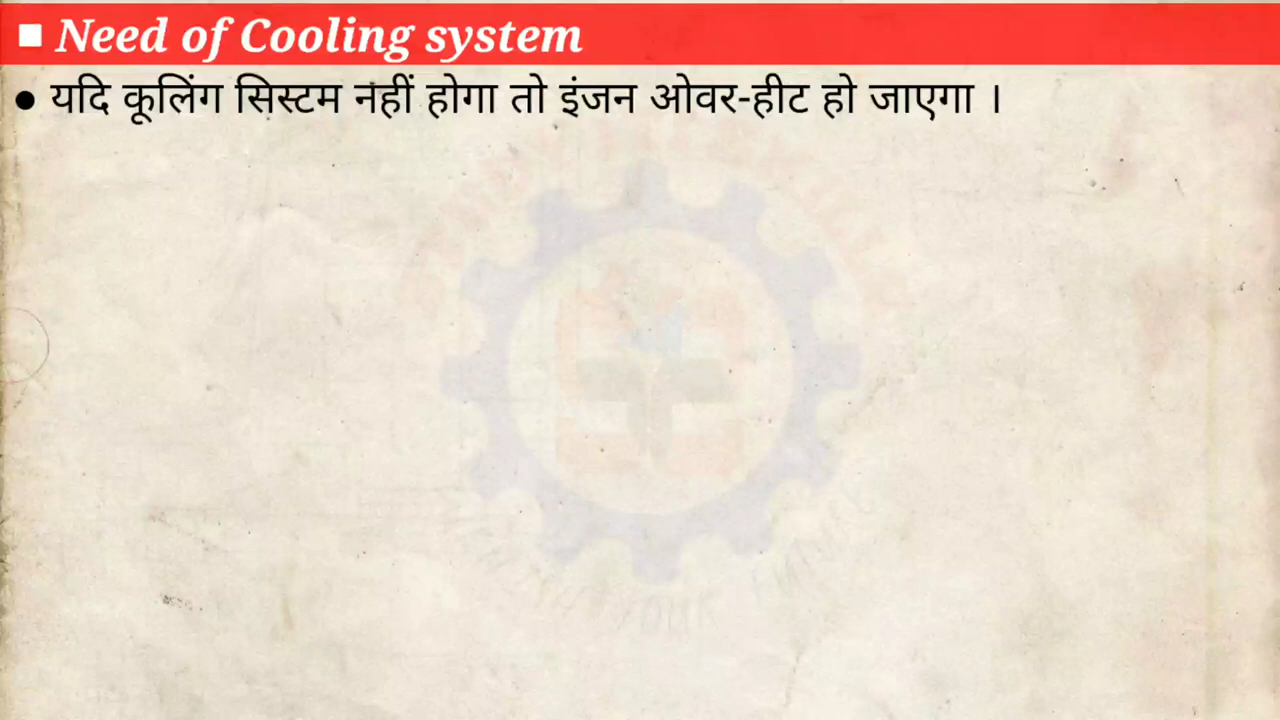 ■ Need of Cooling system
● यदि कूलिंग सिस्टम नहीं होगा तो इंजन ओवर-हीट हो जाएगा ।